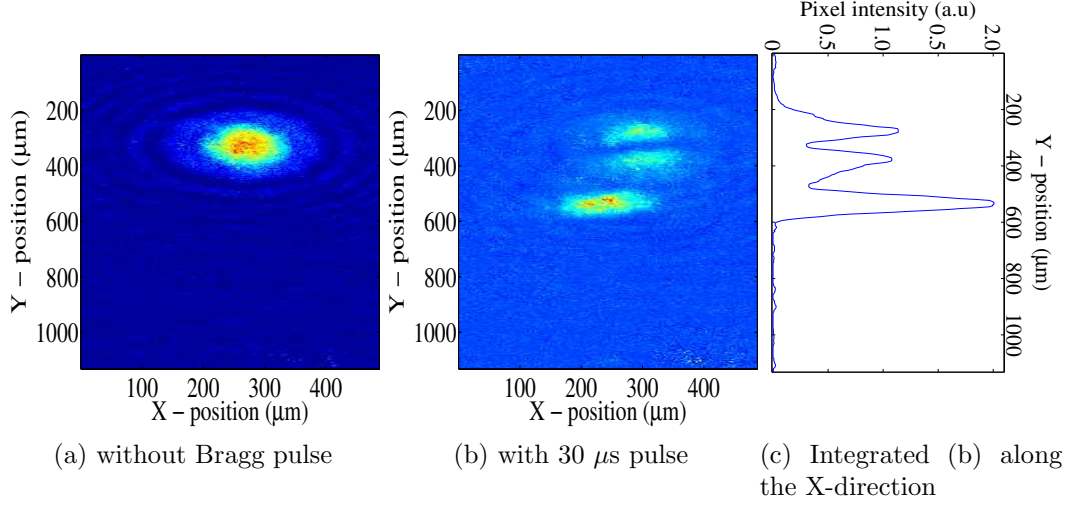 Pixel intensity (a.u)
0 0.5 1.0 0.5 2.0
200
400
600
800
1000
Y – position (μm)
100 200 300 400
X – position (μm)
200
400
600
800
1000
Y – position (μm)
100 200 300 400
X – position (μm)
200
400
600
800
1000
Y – position (μm)
(a) without Bragg pulse
(b) with 30 μs pulse
(c) Integrated (b) along
the X-direction